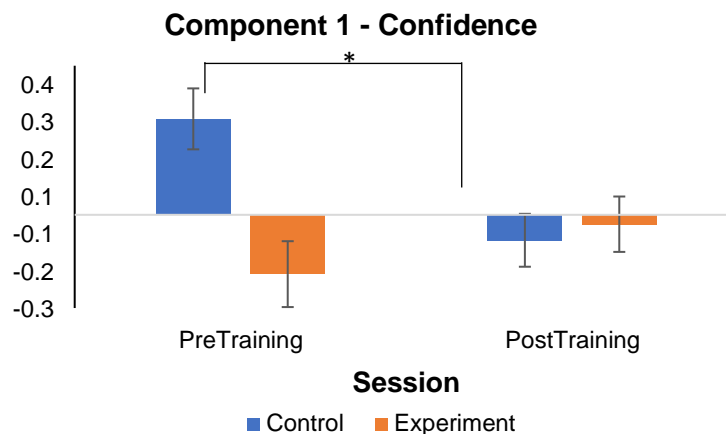 Component 1 - Confidence
*
0.4
0.3
0.2
0.1
-0.1
-0.2
-0.3
PreTraining PostTraining
Session
Control Experiment